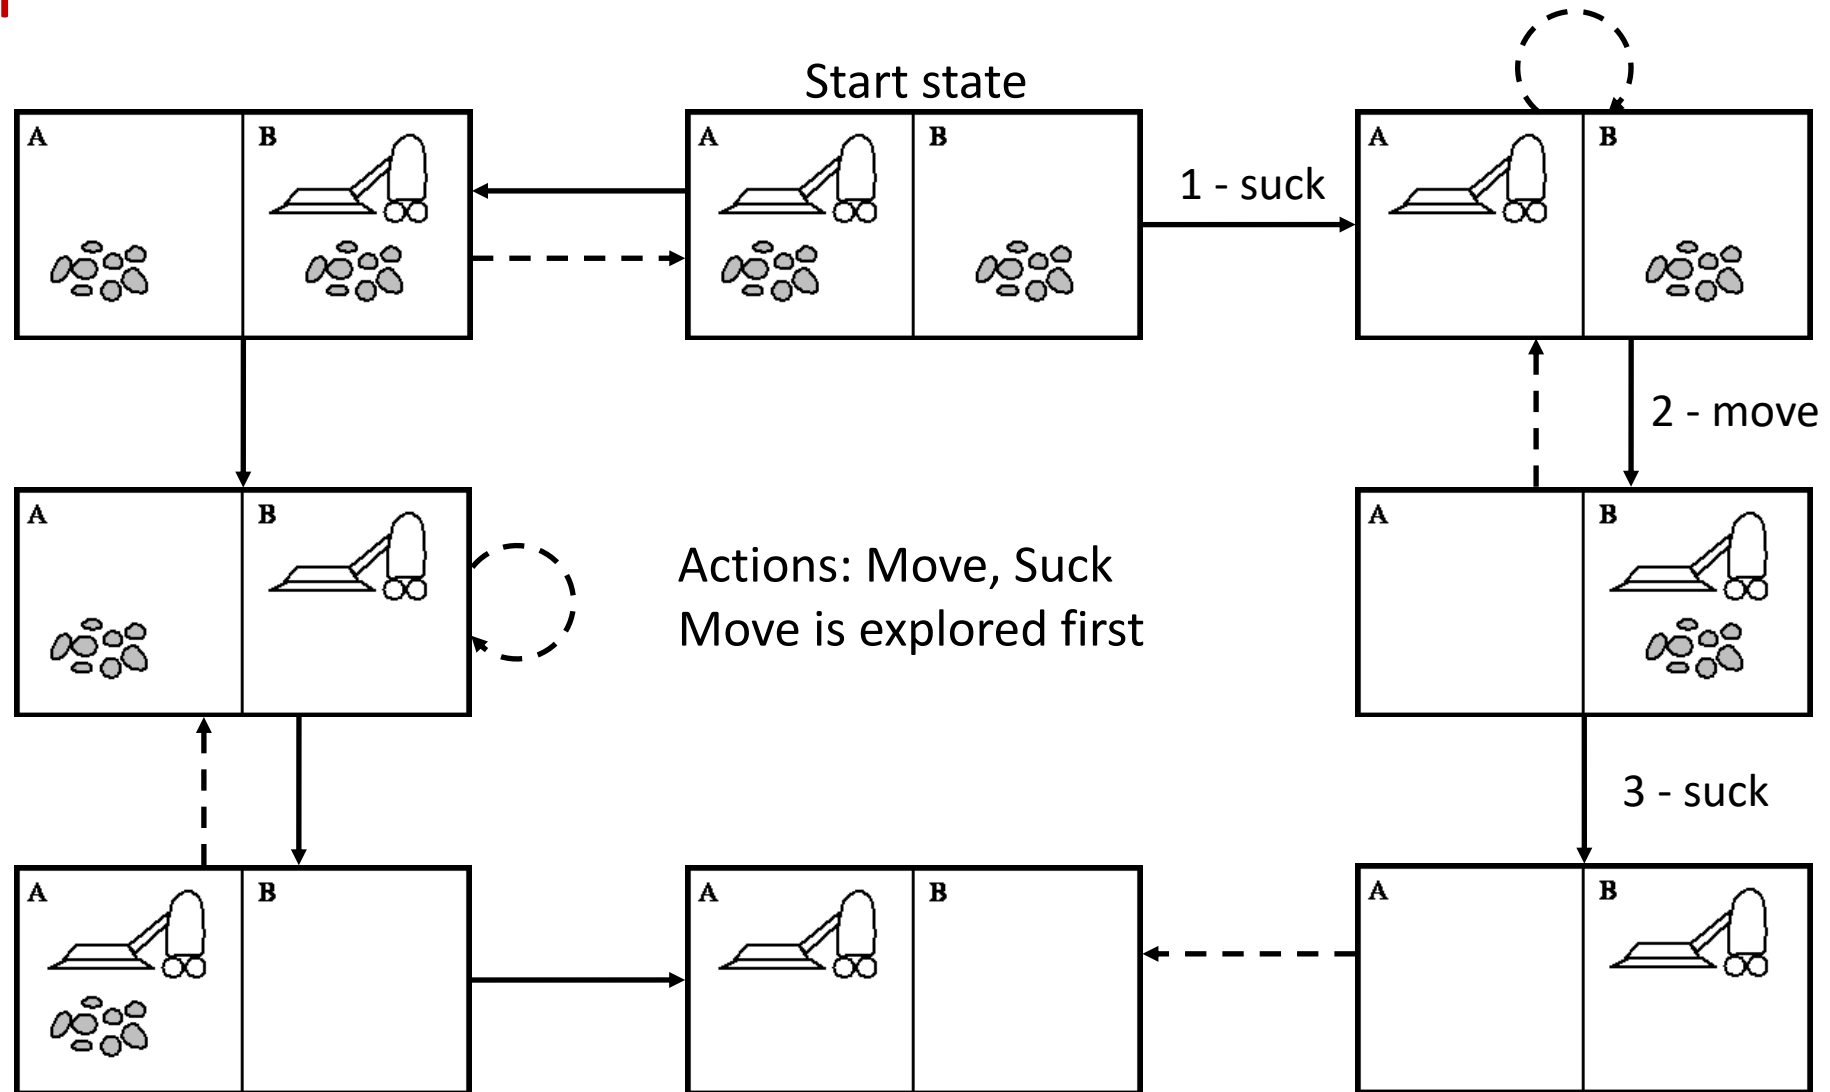 Start state
A
B
A
B
A
B
1 - suck
2 - move
A
B
Actions: Move, Suck
Move is explored first
A
B
3 - suck
A
B
A
B
A
B